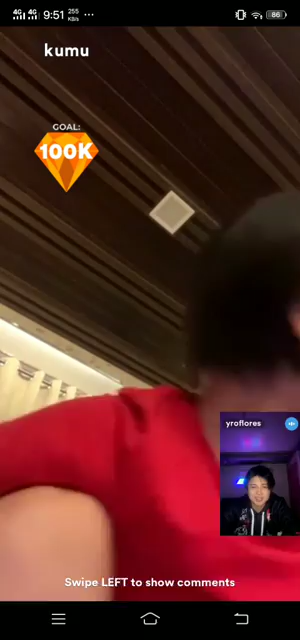 4G 4G 9:51 255 KB/s ... 86
kumu
GOAL:
100K
yroflores
Swipe LEFT to show comments